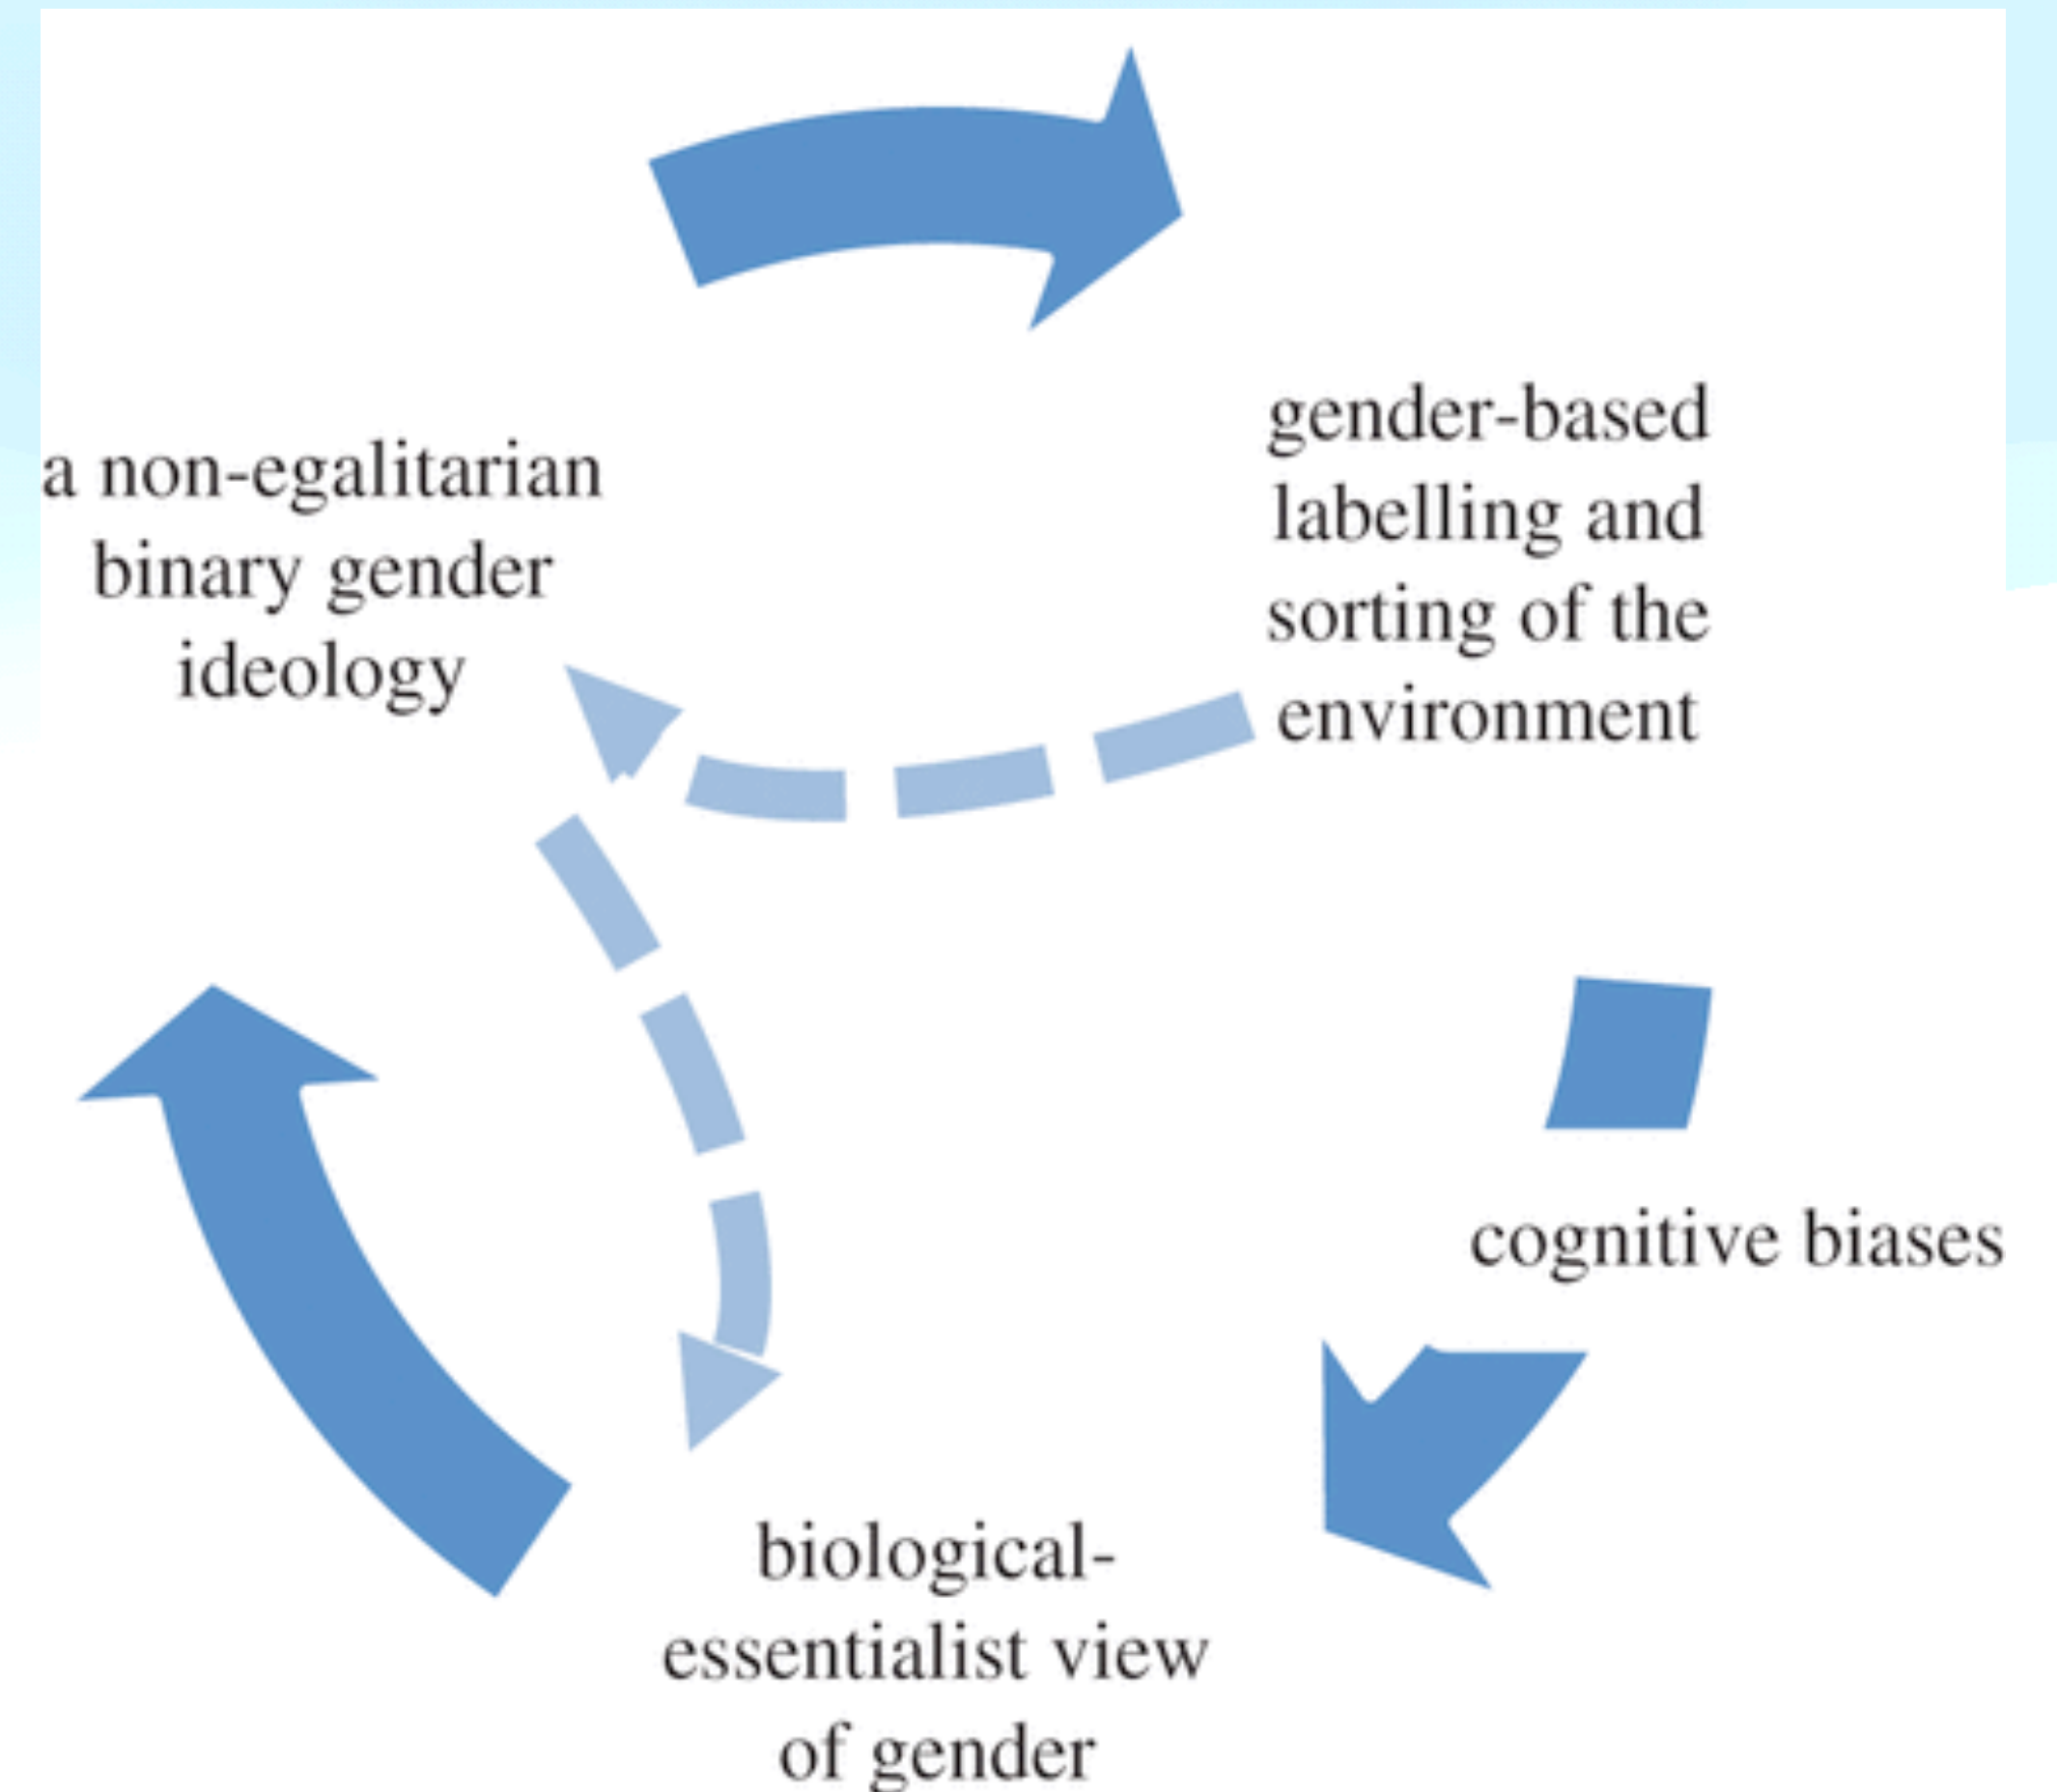 a non-egalitarian
binary gender
ideology
gender-based
labelling and
sorting of the
environment
cognitive biases
biological-
essentialist view
of gender